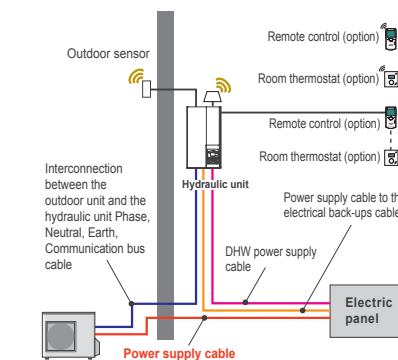 Remote control (option)
Outdoor sensor
Room thermostat (option)
Remote control (option)
Room thermostat (option)
Hydraulic unit
Interconnection
between the
outdoor unit and the
hydraulic unit Phase,
Neutral, Earth,
Communication bus
cable
Power supply cable to th
electrical back-ups cable
DHW power supply
cable
Electric
panel
Power supply cable